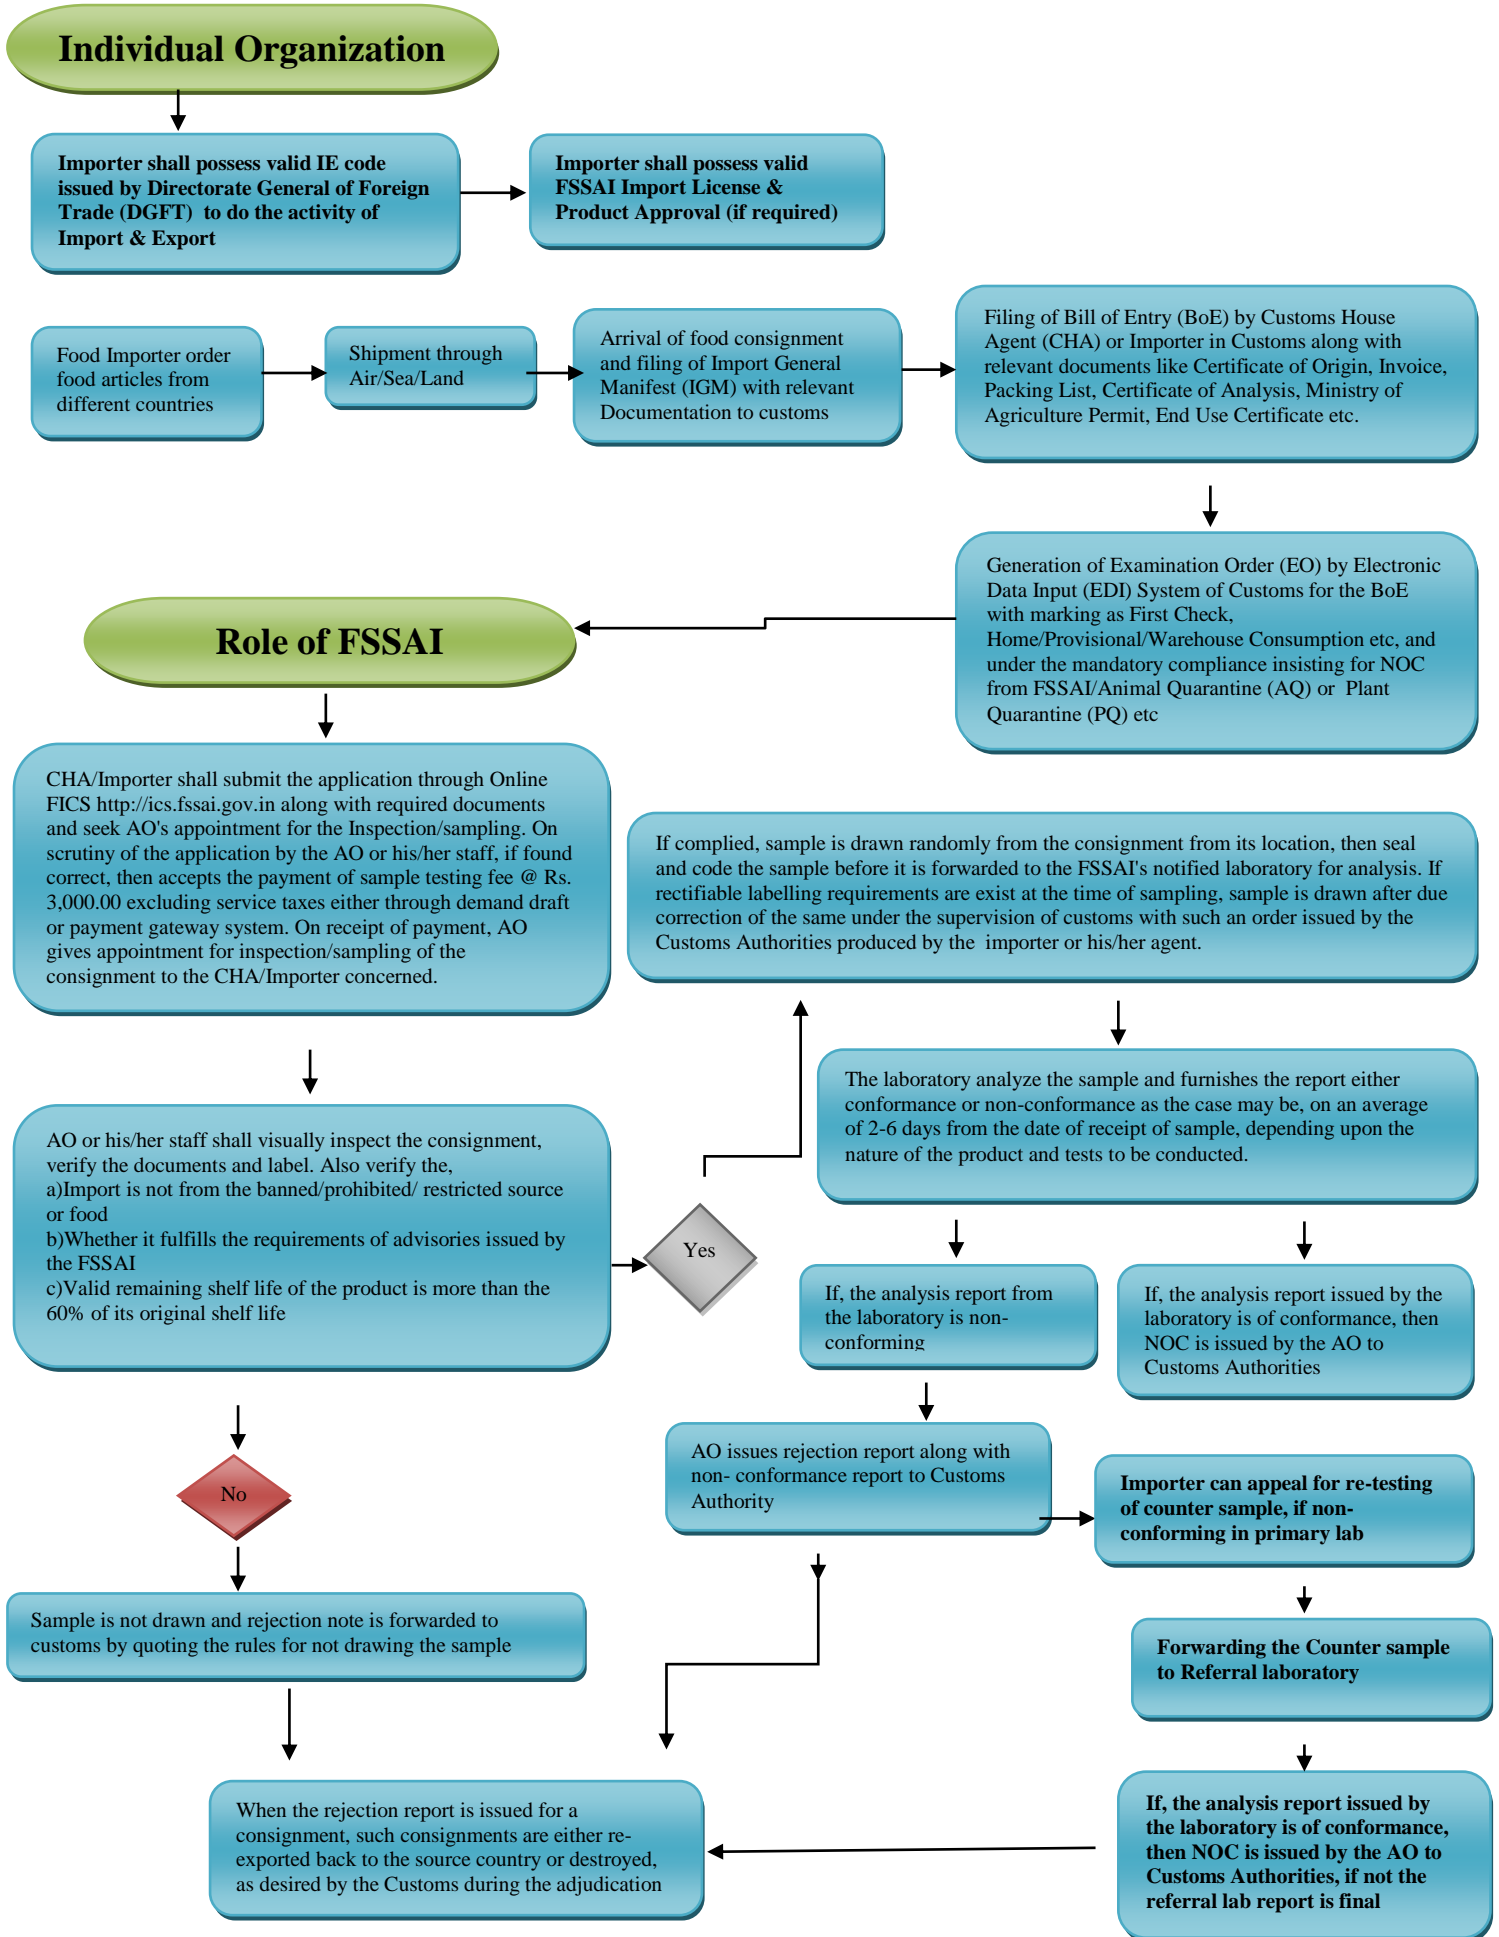 Individual Organization
Importer shall possess valid IE code
issued by Directorate General of Foreign
Trade (DGFT) to do the activity of
Import & Export
Importer shall possess valid
FSSAI Import License &
Product Approval (if required)
Food Importer order
food articles from
different countries
Shipment through
Air/Sea/Land
Arrival of food consignment
and filing of Import General
Manifest (IGM) with relevant
Documentation to customs
Filing of Bill of Entry (BoE) by Customs House
Agent (CHA) or Importer in Customs along with
relevant documents like Certificate of Origin, Invoice,
Packing List, Certificate of Analysis, Ministry of
Agriculture Permit, End Use Certificate etc.
Generation of Examination Order (EO) by Electronic
Data Input (EDI) System of Customs for the BoE
with marking as First Check,
Home/Provisional/Warehouse Consumption etc, and
under the mandatory compliance insisting for NOC
from FSSAI/Animal Quarantine (AQ) or Plant
Quarantine (PQ) etc
Role of FSSAI
CHA/Importer shall submit the application through Online
FICS http://ics.fssai.gov.in along with required documents
and seek AO's appointment for the Inspection/sampling. On
scrutiny of the application by the AO or his/her staff, if found
correct, then accepts the payment of sample testing fee @ Rs.
3,000.00 excluding service taxes either through demand draft
or payment gateway system. On receipt of payment, AO
gives appointment for inspection/sampling of the
consignment to the CHA/Importer concerned.
If complied, sample is drawn randomly from the consignment from its location, then seal
and code the sample before it is forwarded to the FSSAI's notified laboratory for analysis. If
rectifiable labelling requirements are exist at the time of sampling, sample is drawn after due
correction of the same under the supervision of customs with such an order issued by the
Customs Authorities produced by the importer or his/her agent.
AO or his/her staff shall visually inspect the consignment,
verify the documents and label. Also verify the,
a)Import is not from the banned/prohibited/ restricted source
or food
b)Whether it fulfills the requirements of advisories issued by
the FSSAI
c)Valid remaining shelf life of the product is more than the
60% of its original shelf life
Yes
The laboratory analyze the sample and furnishes the report either
conformance or non-conformance as the case may be, on an average
of 2-6 days from the date of receipt of sample, depending upon the
nature of the product and tests to be conducted.
If, the analysis report from
the laboratory is non-
conforming
If, the analysis report issued by the
laboratory is of conformance, then
NOC is issued by the AO to
Customs Authorities
No
AO issues rejection report along with
non- conformance report to Customs
Authority
Importer can appeal for re-testing
of counter sample, if non-
conforming in primary lab
Sample is not drawn and rejection note is forwarded to
customs by quoting the rules for not drawing the sample
Forwarding the Counter sample
to Referral laboratory
When the rejection report is issued for a
consignment, such consignments are either re-
exported back to the source country or destroyed,
as desired by the Customs during the adjudication
If, the analysis report issued by
the laboratory is of conformance,
then NOC is issued by the AO to
Customs Authorities, if not the
referral lab report is final